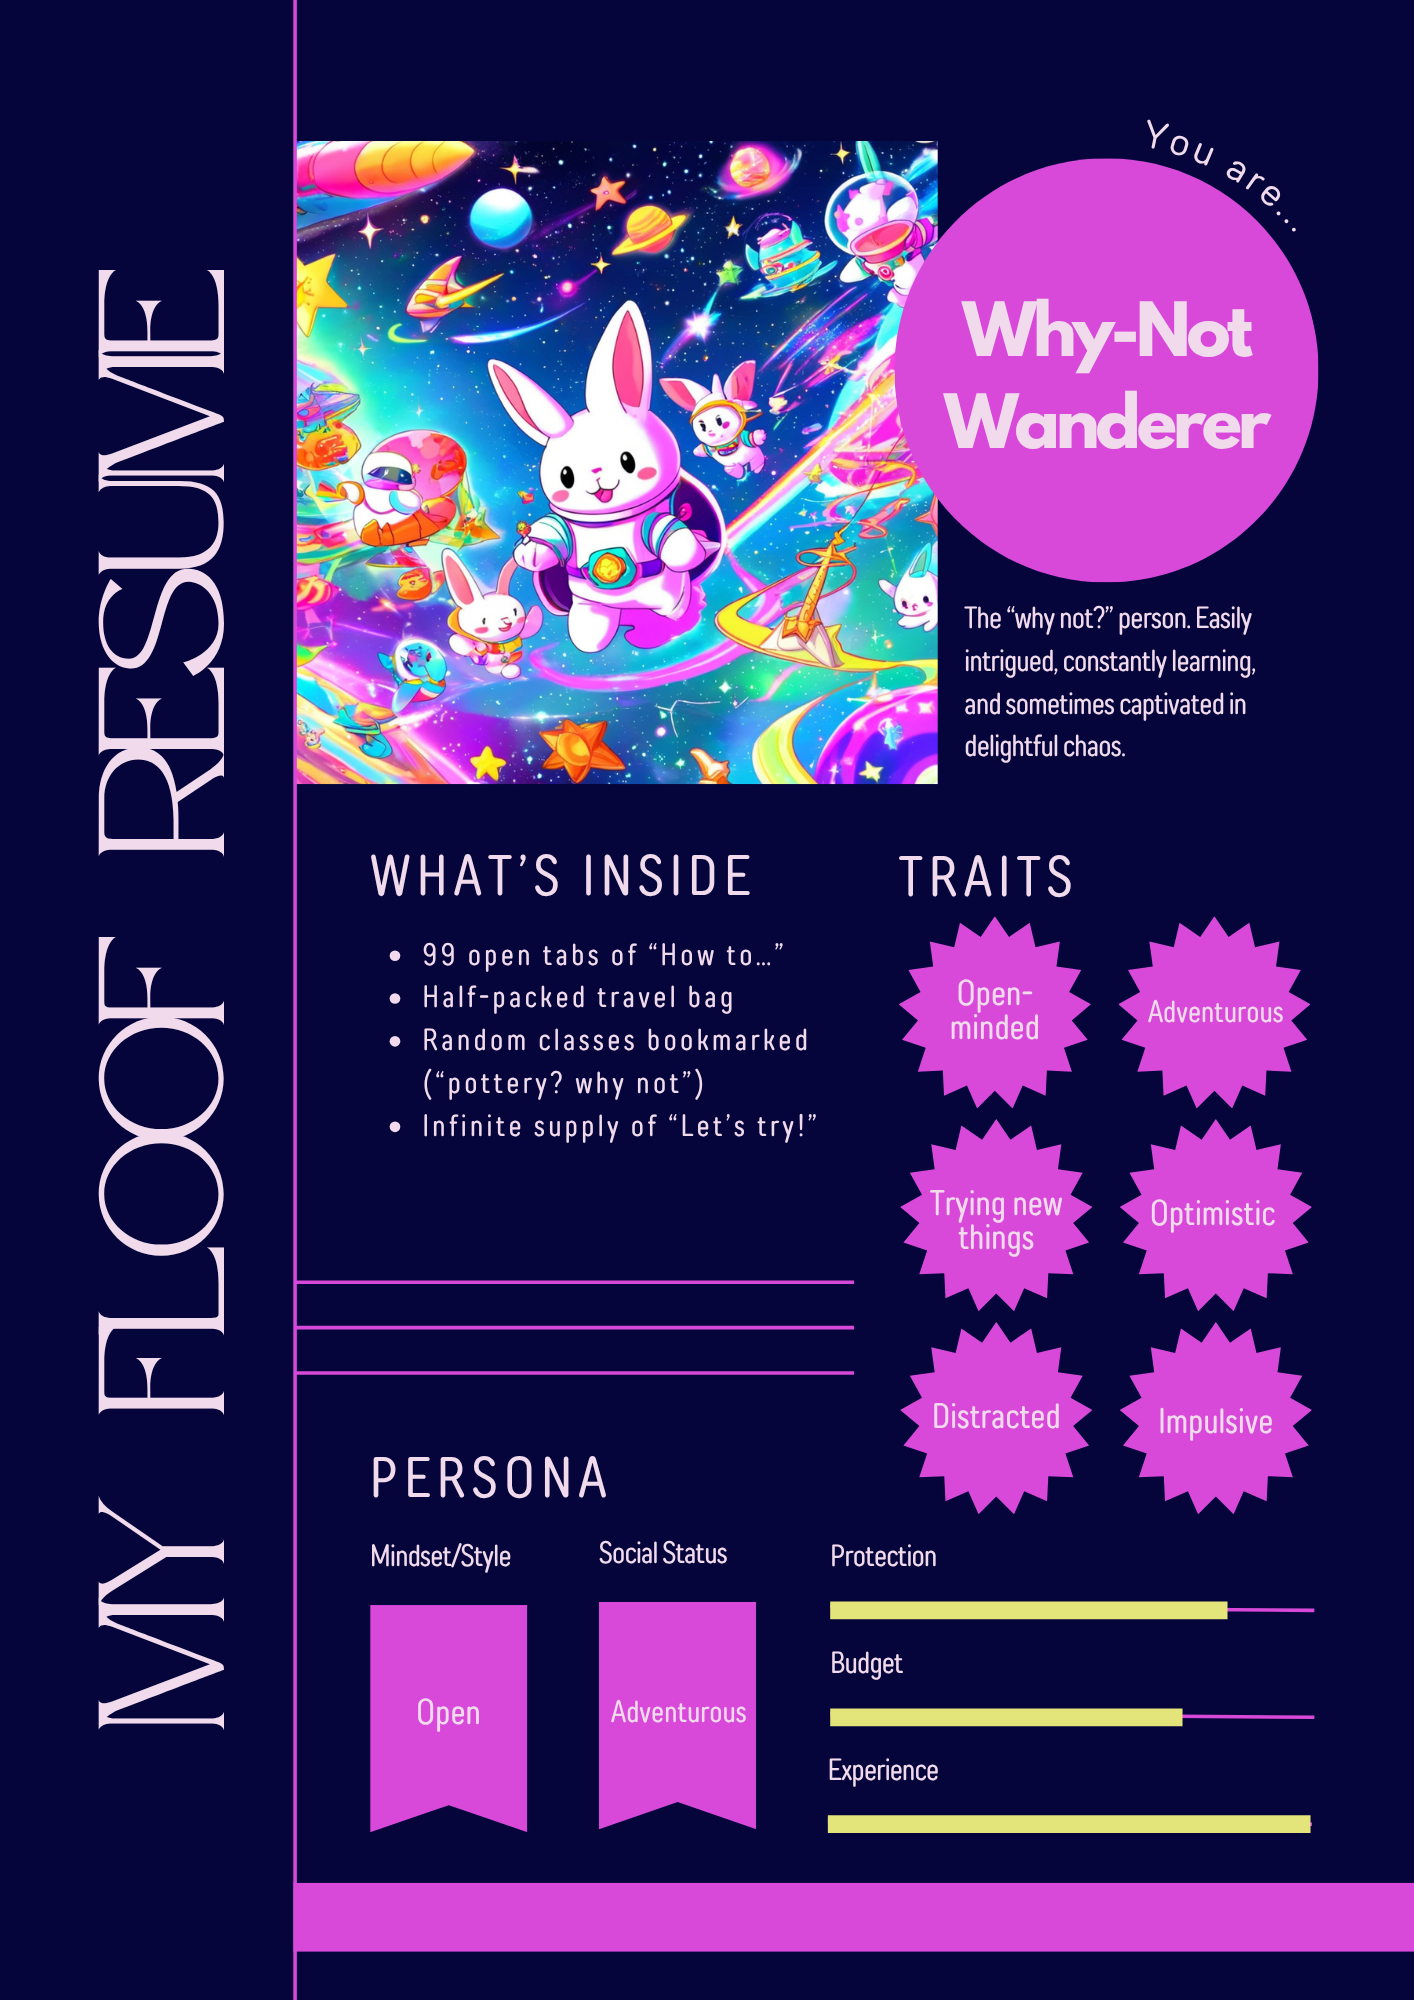 MY FLOOF RESUME
You are...
Why-Not
Wanderer
The “why not?” person. Easily
intrigued, constantly learning,
and sometimes captivated in
delightful chaos.
WHAT’S INSIDE
• 99 open tabs of “How to...”
• Half-packed travel bag
• Random classes bookmarked
(“pottery? why not”)
• Infinite supply of “Let’s try!”
TRAITS
Open-
minded
Adventurous
Trying new
things
Optimistic
Distracted
Impulsive
PERSONA
Mindset/Style
Open
Social Status
Adventurous
Protection
Budget
Experience